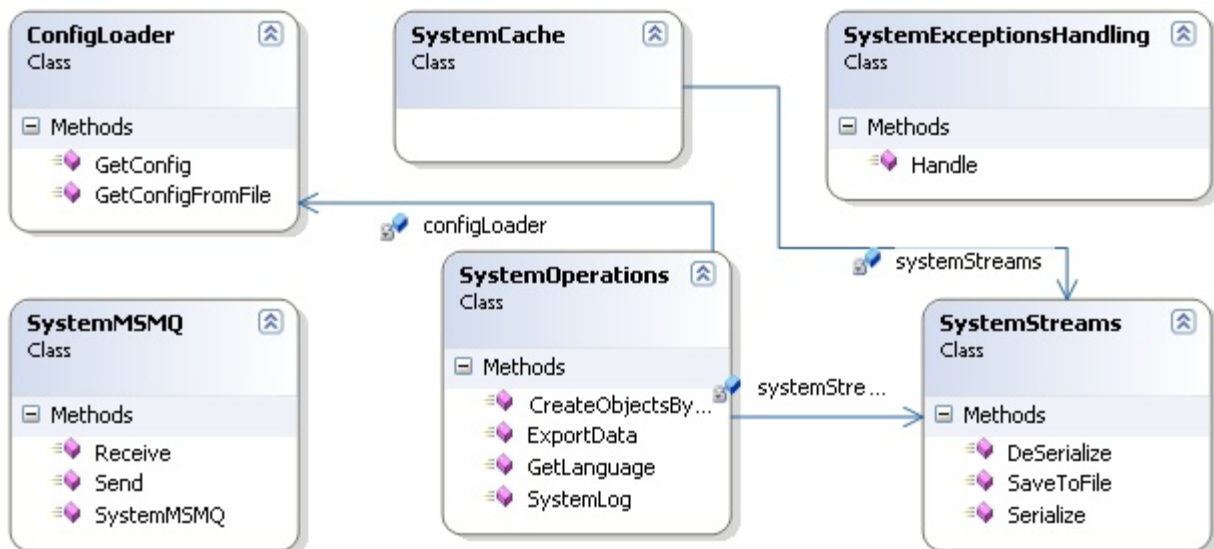 ConfigLoader
Class
Methods
GetConfig
GetConfigFromFile
SystemCache
Class
SystemExceptionsHandling
Class
Methods
Handle
configLoader
systemStreams
SystemMSMQ
Class
Methods
Receive
Send
SystemMSMQ
SystemOperations
Class
Methods
CreateObjectsBy...
ExportData
GetLanguage
SystemLog
systemStre...
SystemStreams
Class
Methods
DeSerialize
SaveToFile
Serialize